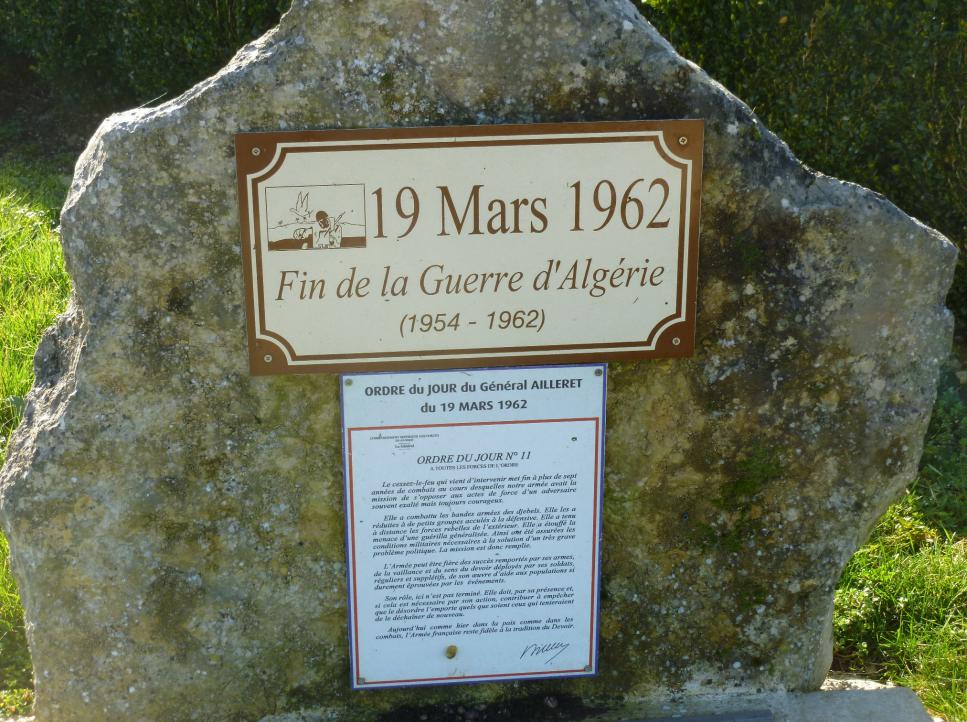 19 Mars 1962
Fin de la Guerre d'Algérie
(1954 - 1962)
ORDRE du JOUR du Général AILLERET
du 19 MARS 1962
ORDRE DU JOUR N° 11
A TOUTES LES FORCES DE L'ORDRE
Le cessez-le-feu qui vient d'intervenir met fin à plus de sept
années de combats au cours desquelles notre armée avait la
mission de s'opposer aux actes de force d'un adversaire
souvent exalté mais toujours courageux.
Elle a combattu les bandes armées des djebels. Elle les a
réduites à de petits groupes acculés à la défensive. Elle a tenu
à distance les forces rebelles de l'extérieur. Elle a étouffé la
menace d'une guérilla généralisée. Ainsi ont été assurées les
conditions militaires nécessaires à la solution d'un très grave
problème politique. La mission est donc remplie.
L'Armée peut être fière des succès remportés par ses armes,
de la vaillance et du sens du devoir déployés par ses soldats,
réguliers et supplétifs, de son œuvre d'aide aux populations si
durement éprouvées par les événements.
Son rôle, ici n'est pas terminé. Elle doit, par sa présence et,
si cela est nécessaire par son action, contribuer à empêcher
que le désordre l'emporte quels que soient ceux qui tenteraient
de le déchaîner de nouveau.
Aujourd'hui comme hier dans la paix comme dans les
combats, l'Armée française reste fidèle à la tradition du Devoir.